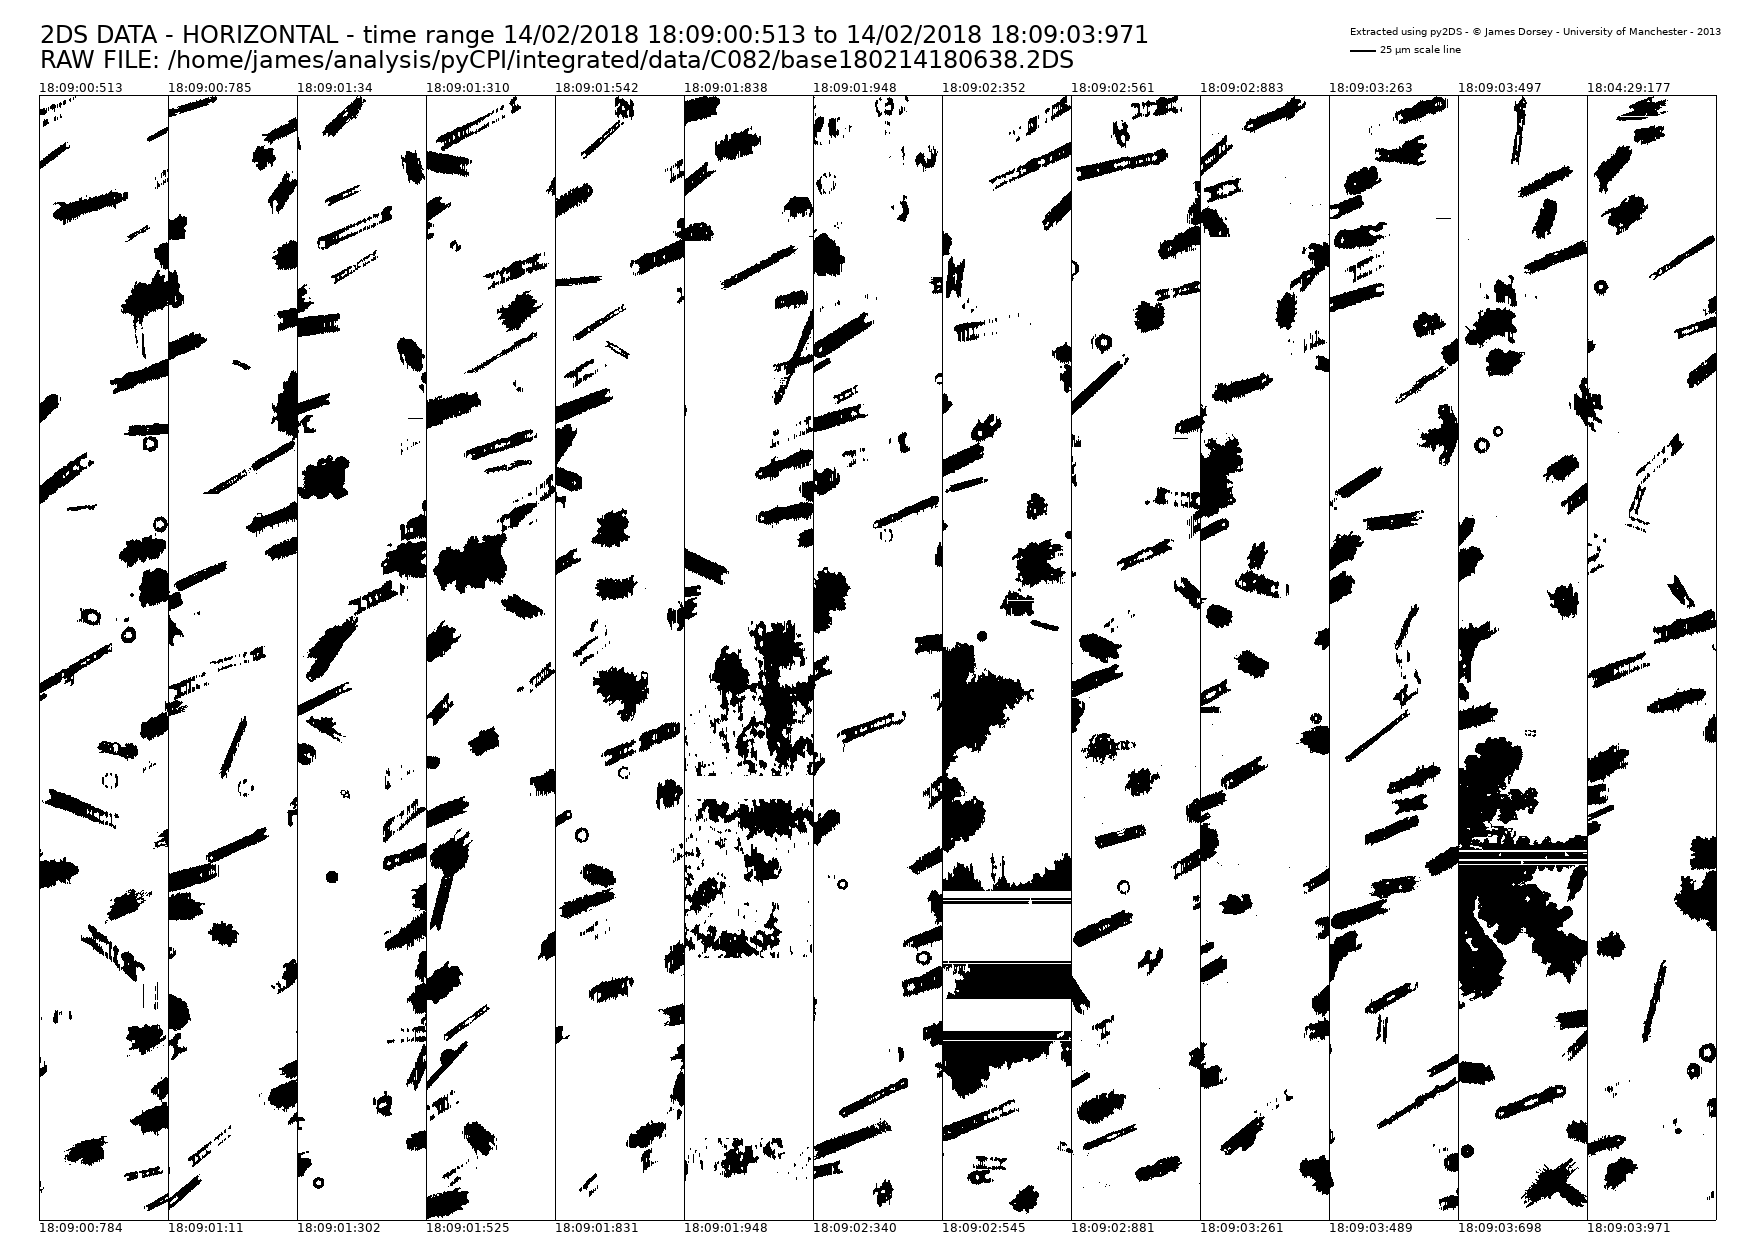 2DS DATA - HORIZONTAL - time range 14/02/2018 18:09:00:513 to 14/02/2018 18:09:03:971
RAW FILE: /home/james/analysis/pyCPI/integrated/data/C082/base180214180638.2DS
Extracted using py2DS - © James Dorsey - University of Manchester - 2013
25 μm scale line
18:09:00:513 18:09:00:785 18:09:01:34 18:09:01:310 18:09:01:542 18:09:01:838 18:09:01:948 18:09:02:352 18:09:02:561 18:09:02:883 18:09:03:263 18:09:03:497 18:04:29:177
18:09:00:784 18:09:01:11 18:09:01:302 18:09:01:525 18:09:01:831 18:09:01:948 18:09:02:340 18:09:02:545 18:09:02:881 18:09:03:261 18:09:03:489 18:09:03:698 18:09:03:971